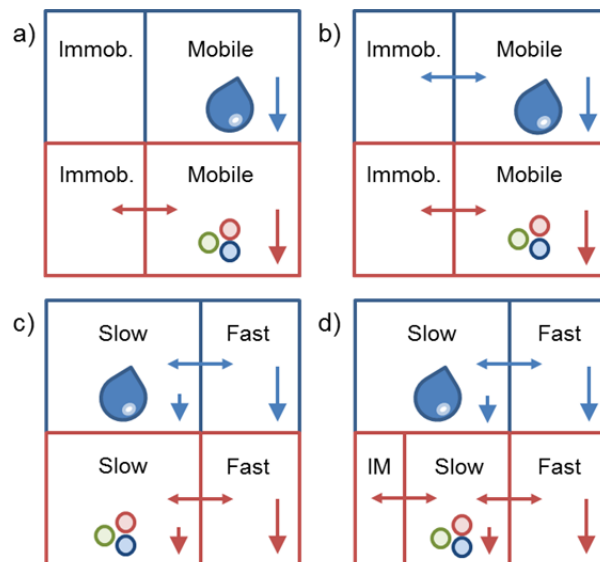 a)
Immob. Mobile
Immob. Mobile
b)
Immob. Mobile
Immob. Mobile
c)
Slow Fast
Slow Fast
d)
Slow Fast
IM Slow Fast